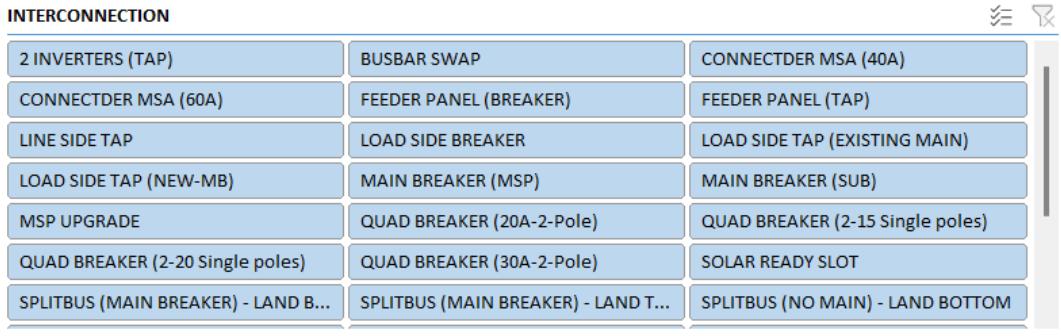 INTERCONNECTION
2 INVERTERS (TAP)
BUSBAR SWAP
CONNECTDER MSA (40A)
CONNECTDER MSA (60A)
FEEDER PANEL (BREAKER)
FEEDER PANEL (TAP)
LINE SIDE TAP
LOAD SIDE BREAKER
LOAD SIDE TAP (EXISTING MAIN)
LOAD SIDE TAP (NEW-MB)
MAIN BREAKER (MSP)
MAIN BREAKER (SUB)
MSP UPGRADE
QUAD BREAKER (20A-2-Pole)
QUAD BREAKER (2-15 Single poles)
QUAD BREAKER (2-20 Single poles)
QUAD BREAKER (30A-2-Pole)
SOLAR READY SLOT
SPLITBUS (MAIN BREAKER) - LAND B...
SPLITBUS (MAIN BREAKER) - LAND T...
SPLITBUS (NO MAIN) - LAND BOTTOM